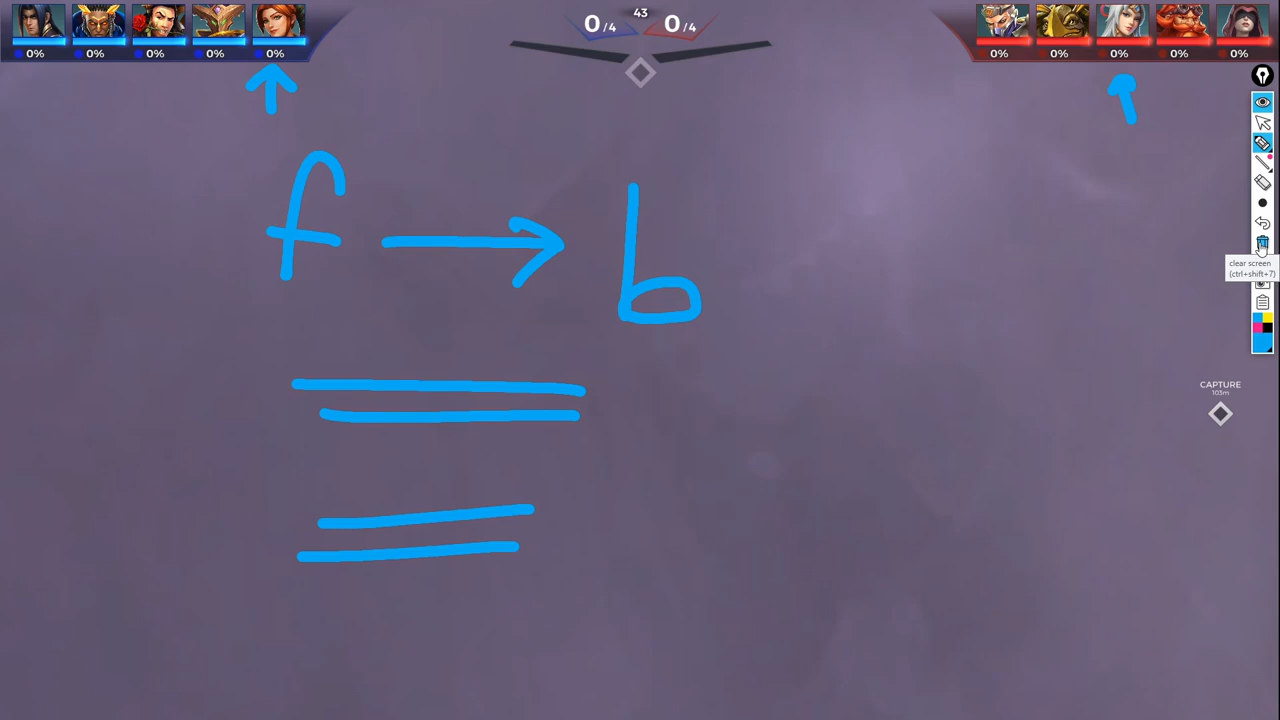 0% 0% 0% 0% 0% 0/4 43 0/4 0% 0% 0% 0% 0%
f → b
clear screen
(ctrl+shift+7)
CAPTURE
103m